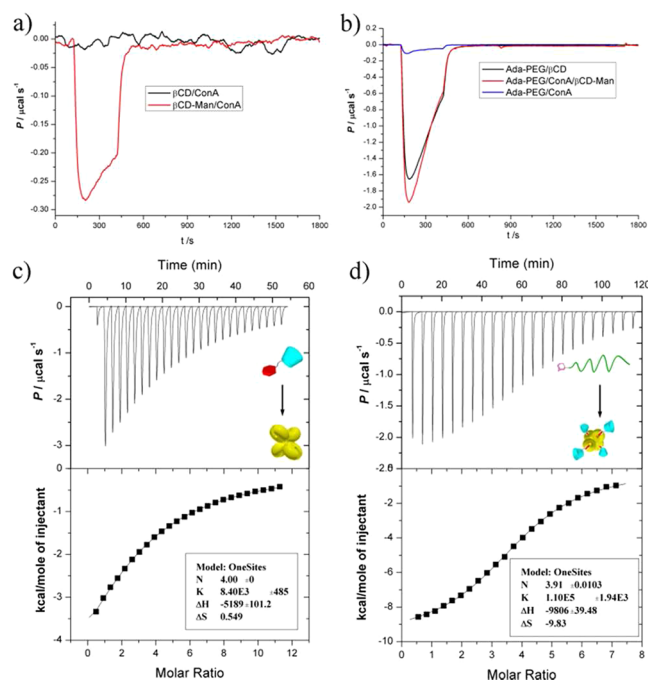 a)
b)
0.00
-0.05
-0.10
-0.15
-0.20
-0.25
-0.30
P / μcal s⁻¹
βCD/ConA
βCD-Man/ConA
0 300 600 900 1200 1500 1800
t /s
0.2
0.0
-0.2
-0.4
-0.6
-0.8
-1.0
-1.2
-1.4
-1.6
-1.8
-2.0
P / μcal s⁻¹
Ada-PEG/βCD
Ada-PEG/ConA/βCD-Man
Ada-PEG/ConA
0 300 600 900 1200 1500 1800
t /s
c)
Time (min)
0 10 20 30 40 50 60
0
-1
-2
-3
P / μcal s⁻¹
0
-1
-2
-3
-4
kcal/mole of injectant
Model: OneSites
N 4.00 ±0
K 8.40E3 ±485
ΔH -5189 ±101.2
ΔS 0.549
0 2 4 6 8 10 12
Molar Ratio
d)
Time (min)
0 20 40 60 80 100 120
0
-0.5
-1.0
-1.5
-2.0
2.5
P / μcal s⁻¹
0
-2
-4
-6
-8
-10
kcal/mole of injectant
Model: OneSites
N 3.91 ±0.0103
K 1.10E5 ±1.94E3
ΔH -9806 ±39.48
ΔS -9.83
0 1 2 3 4 5 6 7 8
Molar Ratio